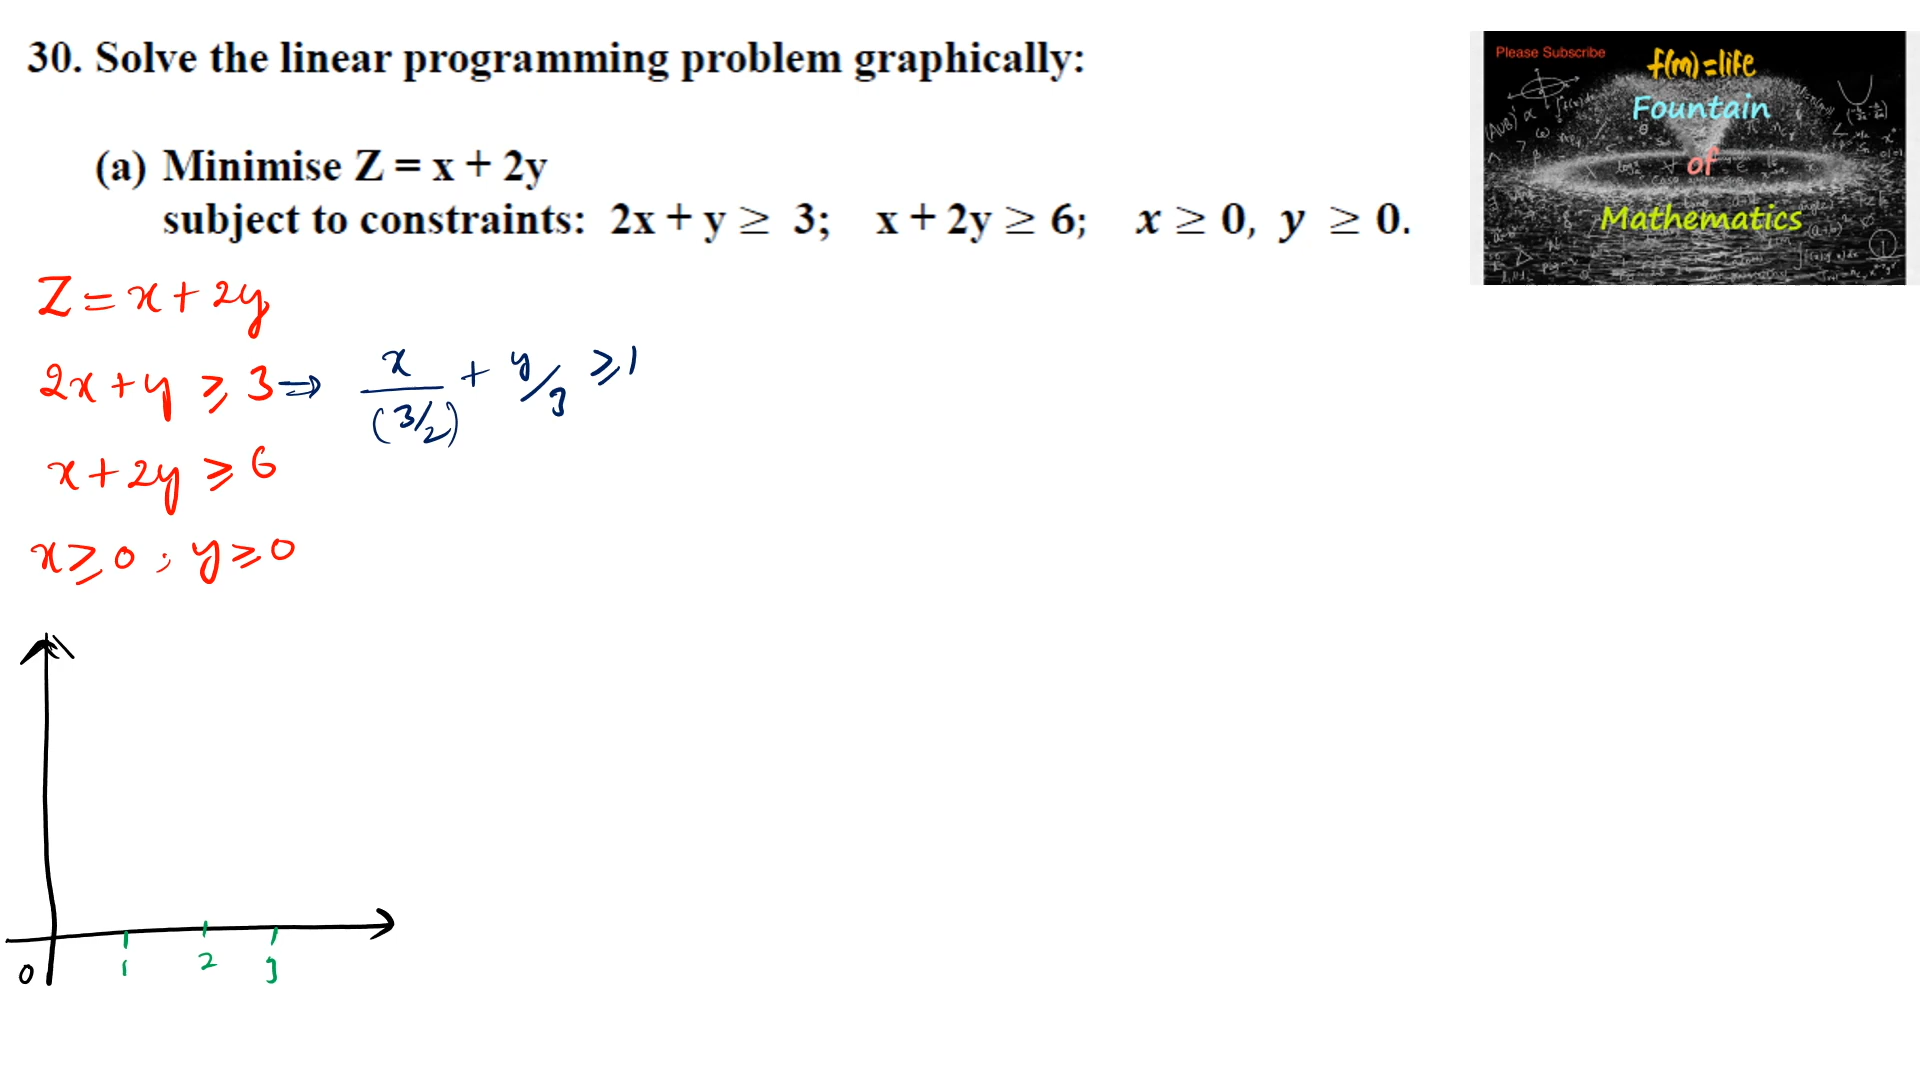 30. Solve the linear programming problem graphically:
Please Subscribe
f(m)=life
Fountain
of
Mathematics
(a) Minimise Z = x + 2y
subject to constraints: 2x + y ≥ 3; x + 2y ≥ 6; x ≥ 0, y ≥ 0.
Z = x + 2y
2x + y ≥ 3 ⇒ x/(3/2) + y/3 ≥ 1
x + 2y ≥ 6
x ≥ 0 ; y ≥ 0
0 1 2 3